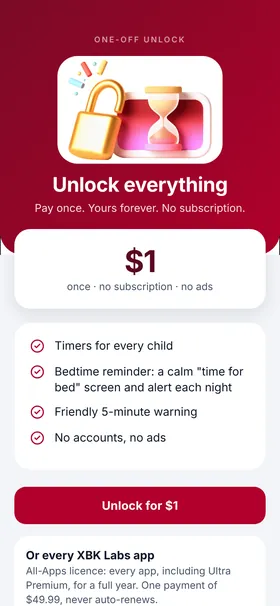 ONE-OFF UNLOCK
Unlock everything
Pay once. Yours forever. No subscription.
$1
once · no subscription · no ads
Timers for every child
Bedtime reminder: a calm "time for
bed" screen and alert each night
Friendly 5-minute warning
No accounts, no ads
Unlock for $1
Or every XBK Labs app
All-Apps licence: every app, including Ultra
Premium, for a full year. One payment of
$49.99, never auto-renews.